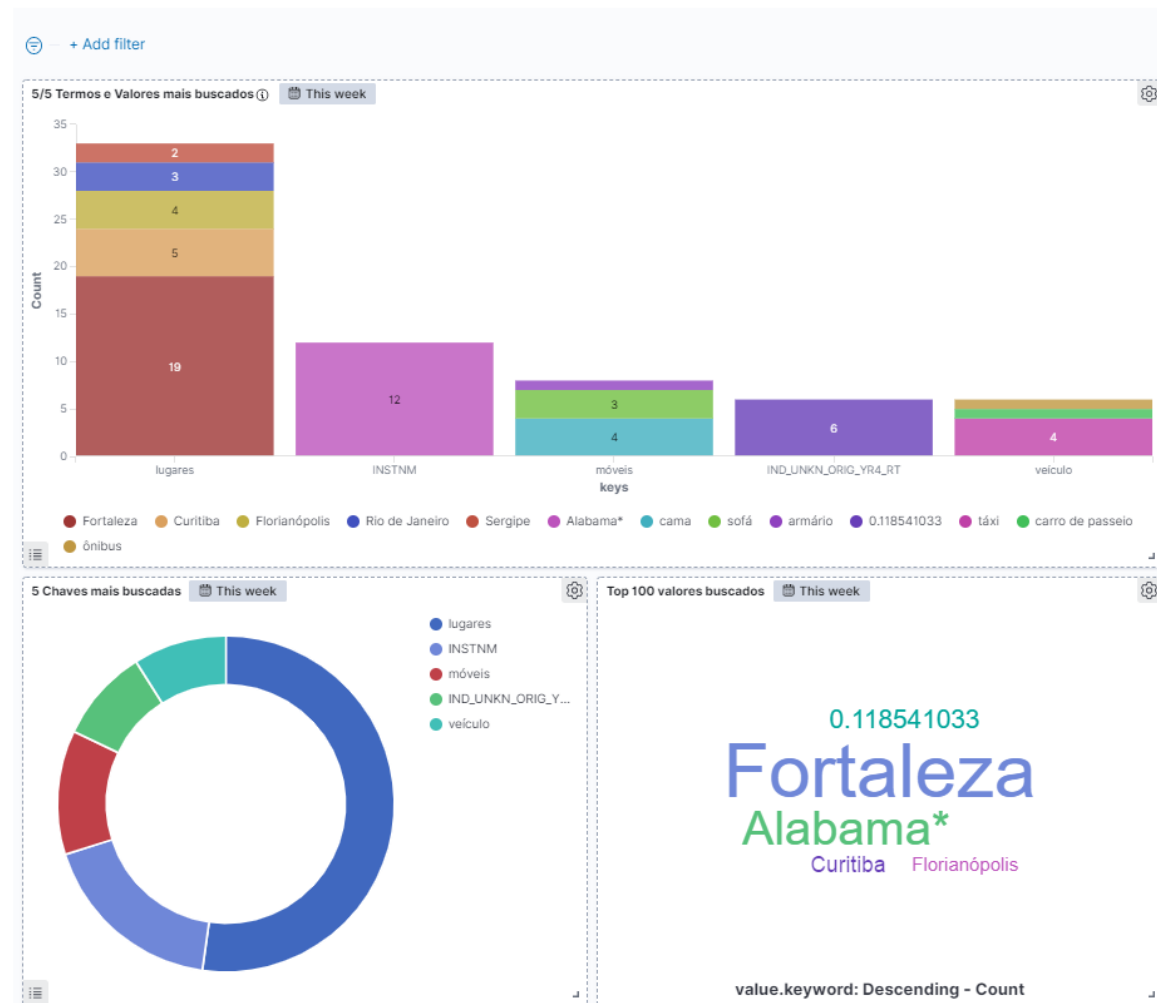 + Add filter
5/5 Termos e Valores mais buscados This week
35
30
25
20
15
10
5
0
Count
2
3
4
5
19
12
3
4
6
4
lugares INSTNM móveis IND_UNKN_ORIG_YR4_RT veículo
keys
Fortaleza Curitiba Florianópolis Rio de Janeiro Sergipe Alabama* cama sofá armário 0.118541033 táxi carro de passeio
ônibus
5 Chaves mais buscadas This week
lugares
INSTNM
móveis
IND_UNKN_ORIG_Y...
veículo
Top 100 valores buscados This week
0.118541033
Fortaleza
Alabama*
Curitiba Florianópolis
value.keyword: Descending - Count